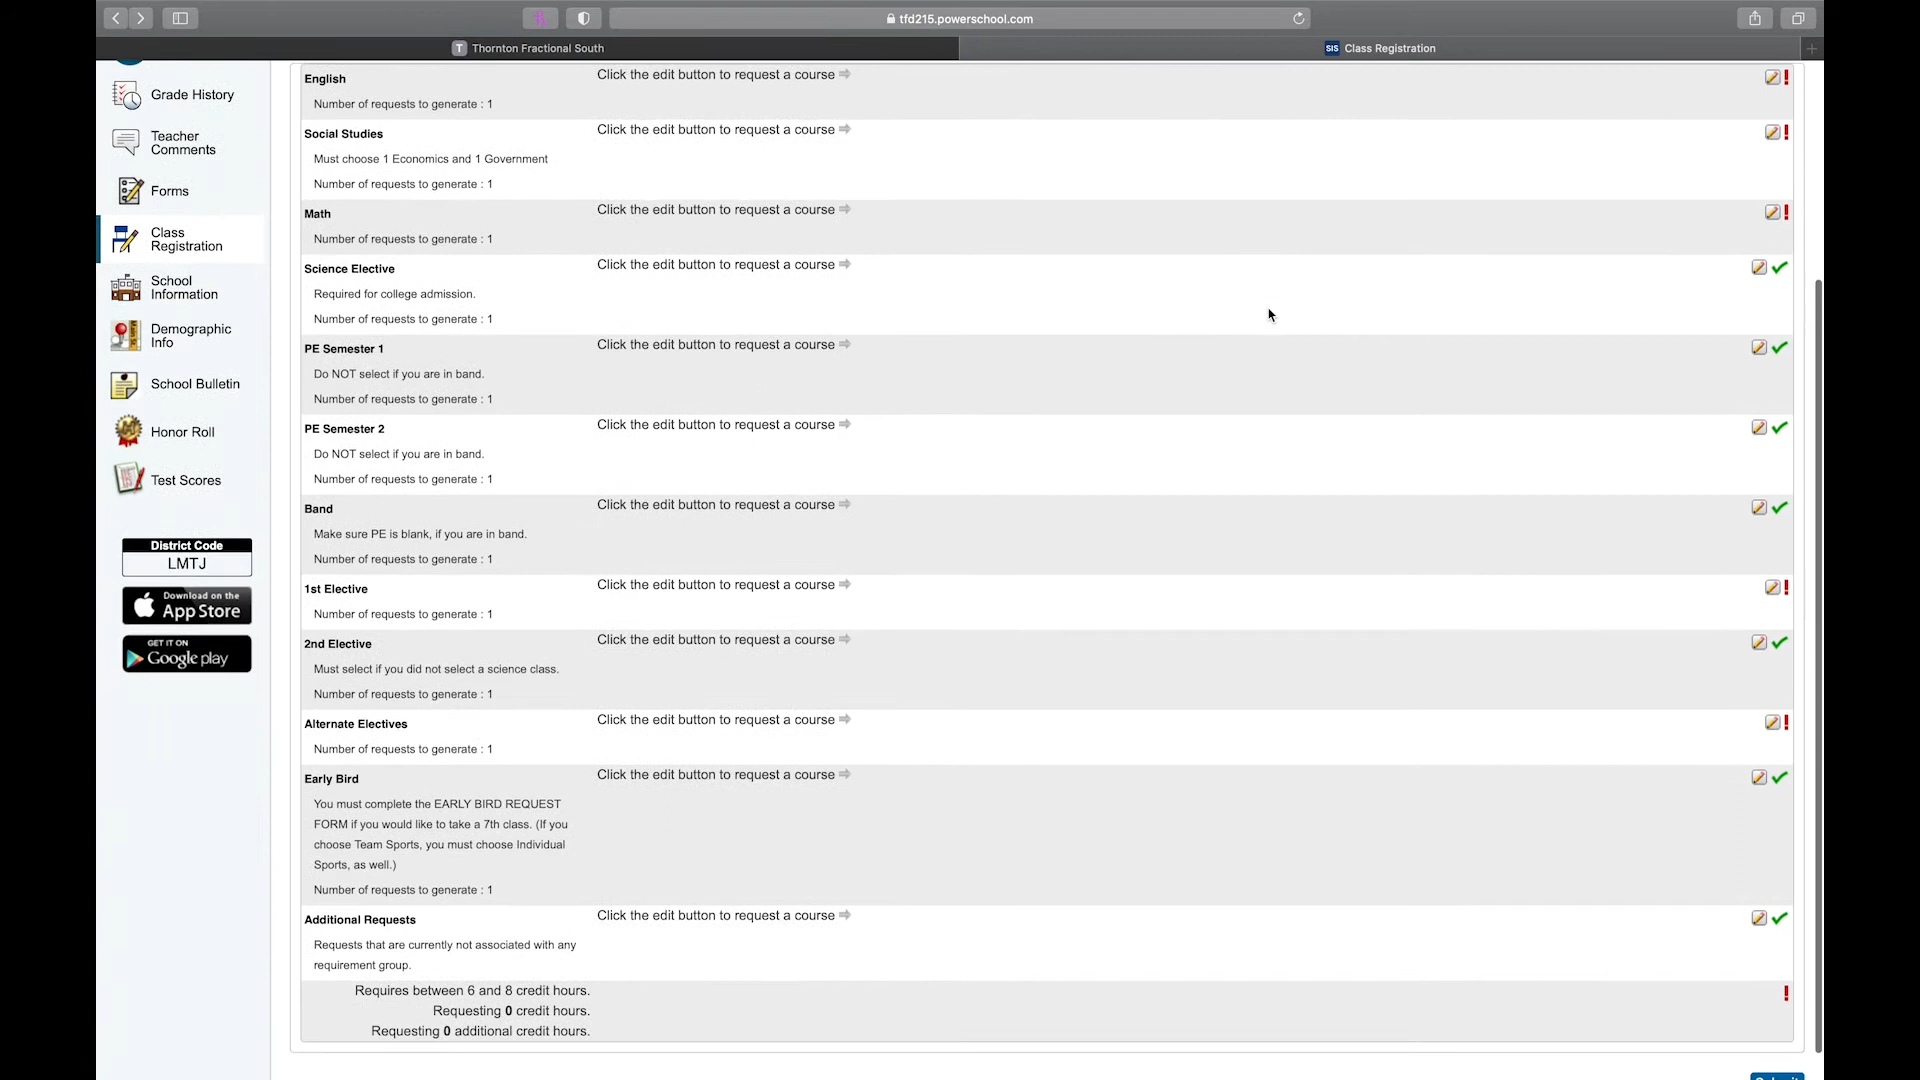 tfd215.powerschool.com
T Thornton Fractional South
SIS Class Registration
Grade History
Teacher
Comments
Forms
Class
Registration
School
Information
Demographic
Info
School Bulletin
Honor Roll
Test Scores
District Code
LMTJ
Download on the
App Store
GET IT ON
Google play
English
Click the edit button to request a course
Number of requests to generate : 1
Social Studies
Click the edit button to request a course
Must choose 1 Economics and 1 Government
Number of requests to generate : 1
Math
Click the edit button to request a course
Number of requests to generate : 1
Science Elective
Click the edit button to request a course
Required for college admission.
Number of requests to generate : 1
PE Semester 1
Click the edit button to request a course
Do NOT select if you are in band.
Number of requests to generate : 1
PE Semester 2
Click the edit button to request a course
Do NOT select if you are in band.
Number of requests to generate : 1
Band
Click the edit button to request a course
Make sure PE is blank, if you are in band.
Number of requests to generate : 1
1st Elective
Click the edit button to request a course
Number of requests to generate : 1
2nd Elective
Click the edit button to request a course
Must select if you did not select a science class.
Number of requests to generate : 1
Alternate Electives
Click the edit button to request a course
Number of requests to generate : 1
Early Bird
Click the edit button to request a course
You must complete the EARLY BIRD REQUEST
FORM if you would like to take a 7th class. (If you
choose Team Sports, you must choose Individual
Sports, as well.)
Number of requests to generate : 1
Additional Requests
Click the edit button to request a course
Requests that are currently not associated with any
requirement group.
Requires between 6 and 8 credit hours.
Requesting 0 credit hours.
Requesting 0 additional credit hours.